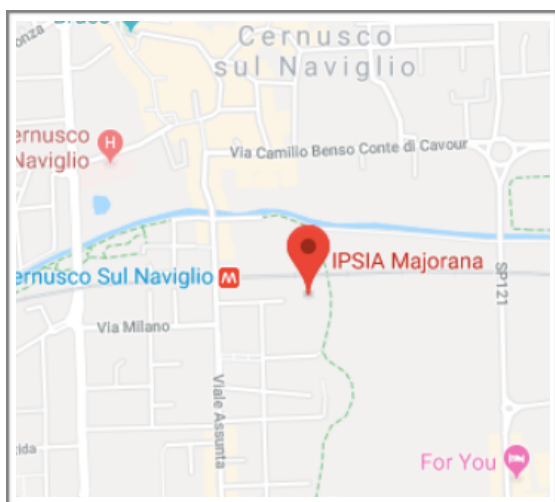 Cernusco
sul Naviglio
ernusco
Naviglio
H
Via Camillo Benso Conte di Cavour
IPSIA Majorana
ernusco Sul Naviglio M
SP121
Via Milano
Viale Assunta
For You